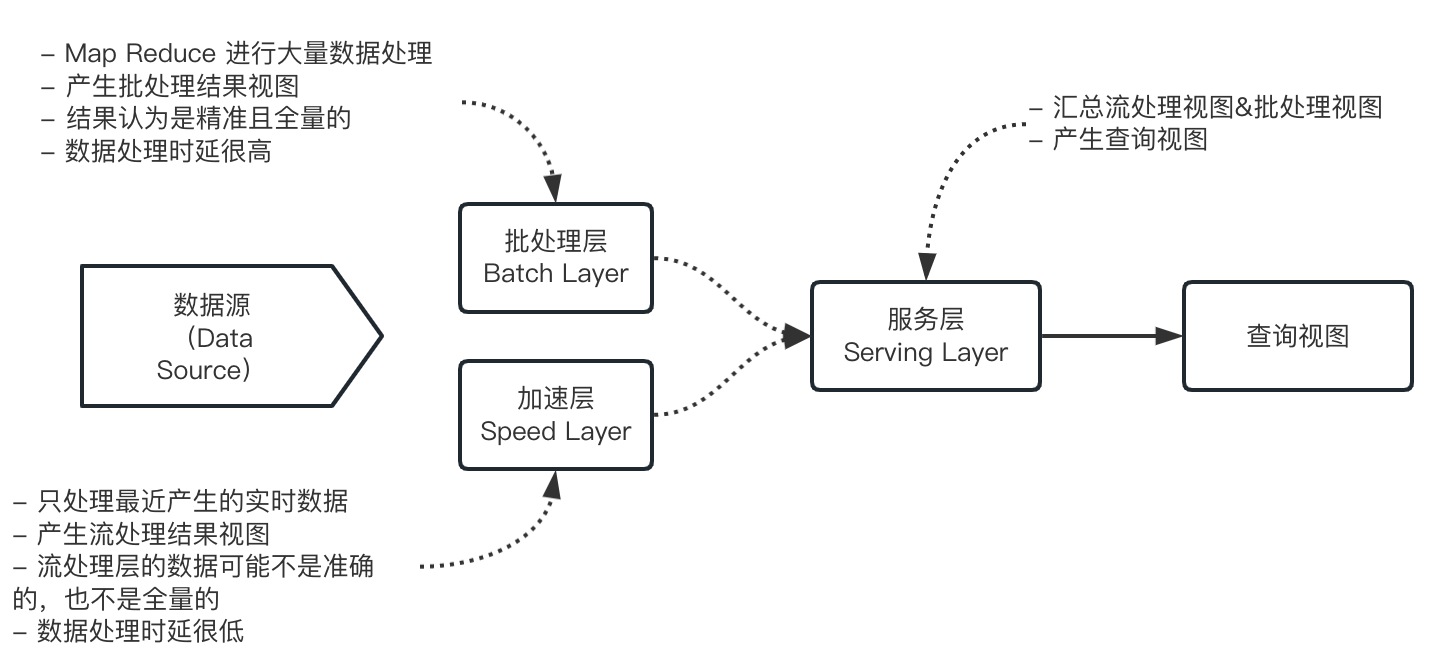 – Map Reduce 进行大量数据处理
– 产生批处理结果视图
– 结果认为是精准且全量的
– 数据处理时延很高
– 汇总流处理视图&批处理视图
– 产生查询视图
批处理层
Batch Layer
数据源
（Data
Source）
服务层
Serving Layer
查询视图
加速层
Speed Layer
– 只处理最近产生的实时数据
– 产生流处理结果视图
– 流处理层的数据可能不是准确
的，也不是全量的
– 数据处理时延很低